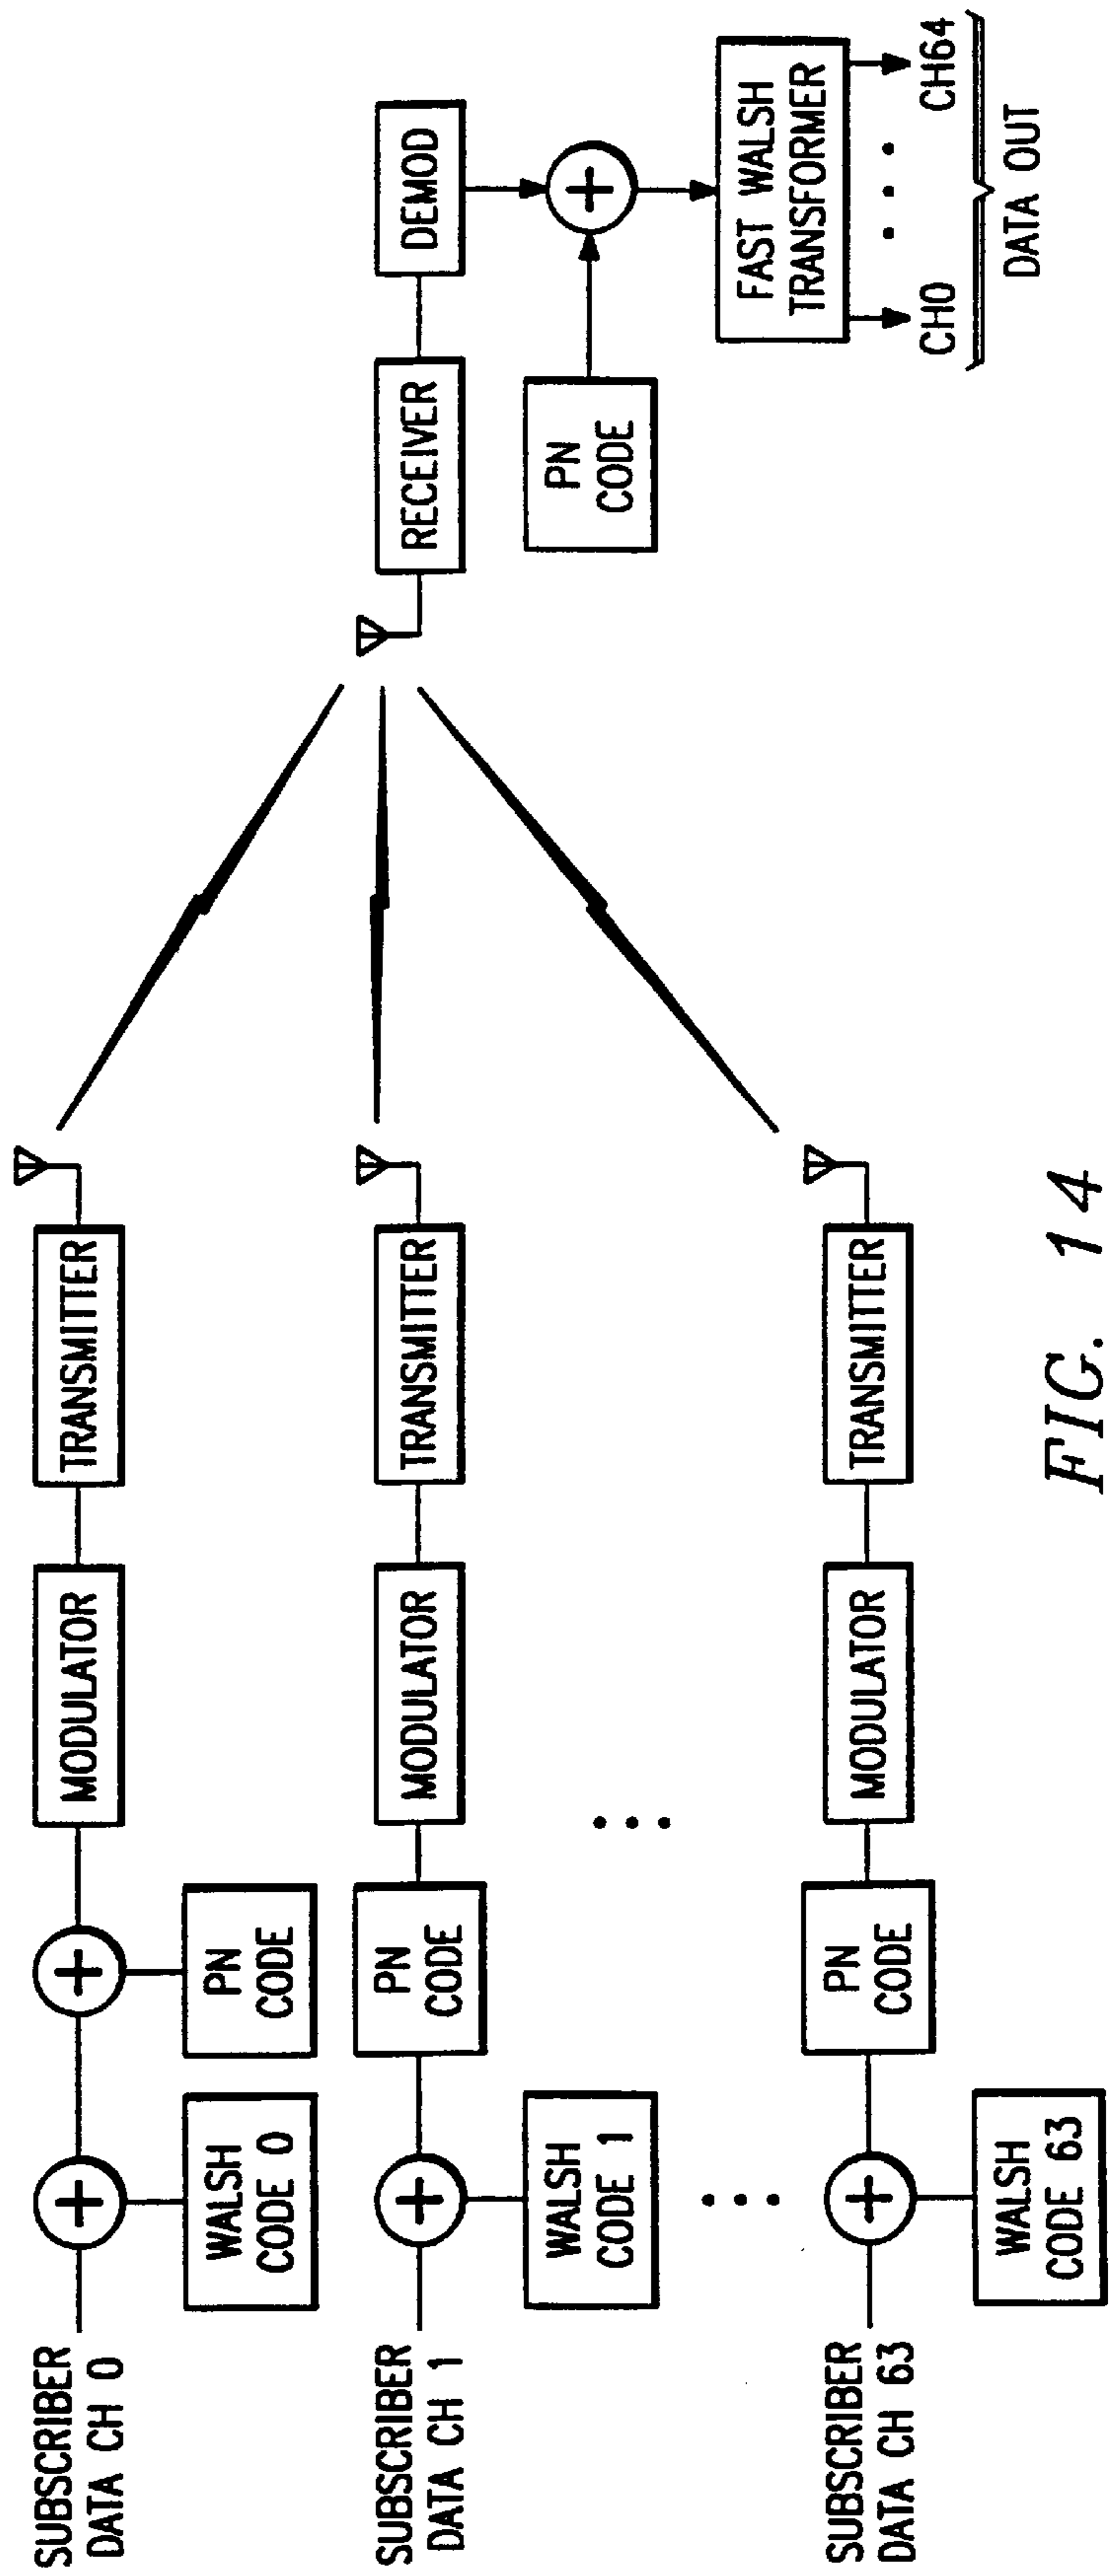 SUBSCRIBER
DATA CH 0
WALSH
CODE 0
PN
CODE
MODULATOR
TRANSMITTER
SUBSCRIBER
DATA CH 1
WALSH
CODE 1
PN
CODE
MODULATOR
TRANSMITTER
SUBSCRIBER
DATA CH 63
WALSH
CODE 63
PN
CODE
MODULATOR
TRANSMITTER
RECEIVER
DEMOD
PN
CODE
FAST WALSH
TRANSFORMER
CH0
CH64
DATA OUT
FIG. 14